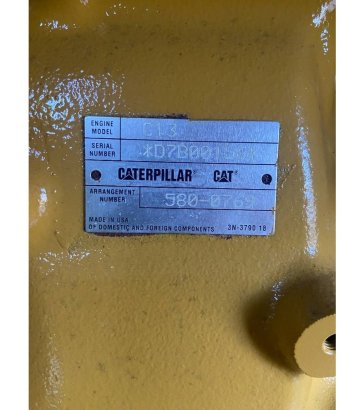 ENGINE MODEL C13
SERIAL NUMBER
CATERPILLAR® CAT®
ARRANGEMENT NUMBER
MADE IN USA
OF DOMESTIC AND FOREIGN COMPONENTS 3N-3790 18